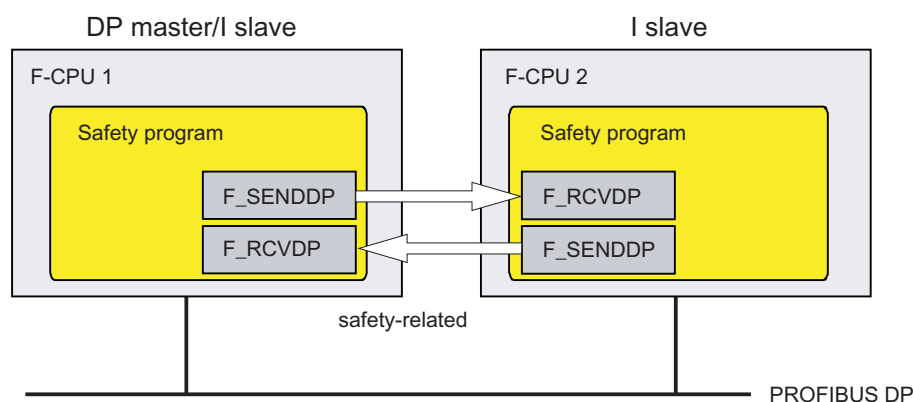 DP master/I slave
I slave
F-CPU 1
F-CPU 2
Safety program
Safety program
F_SENDDP
F_RCVDP
F_RCVDP
F_SENDDP
safety-related
PROFIBUS DP